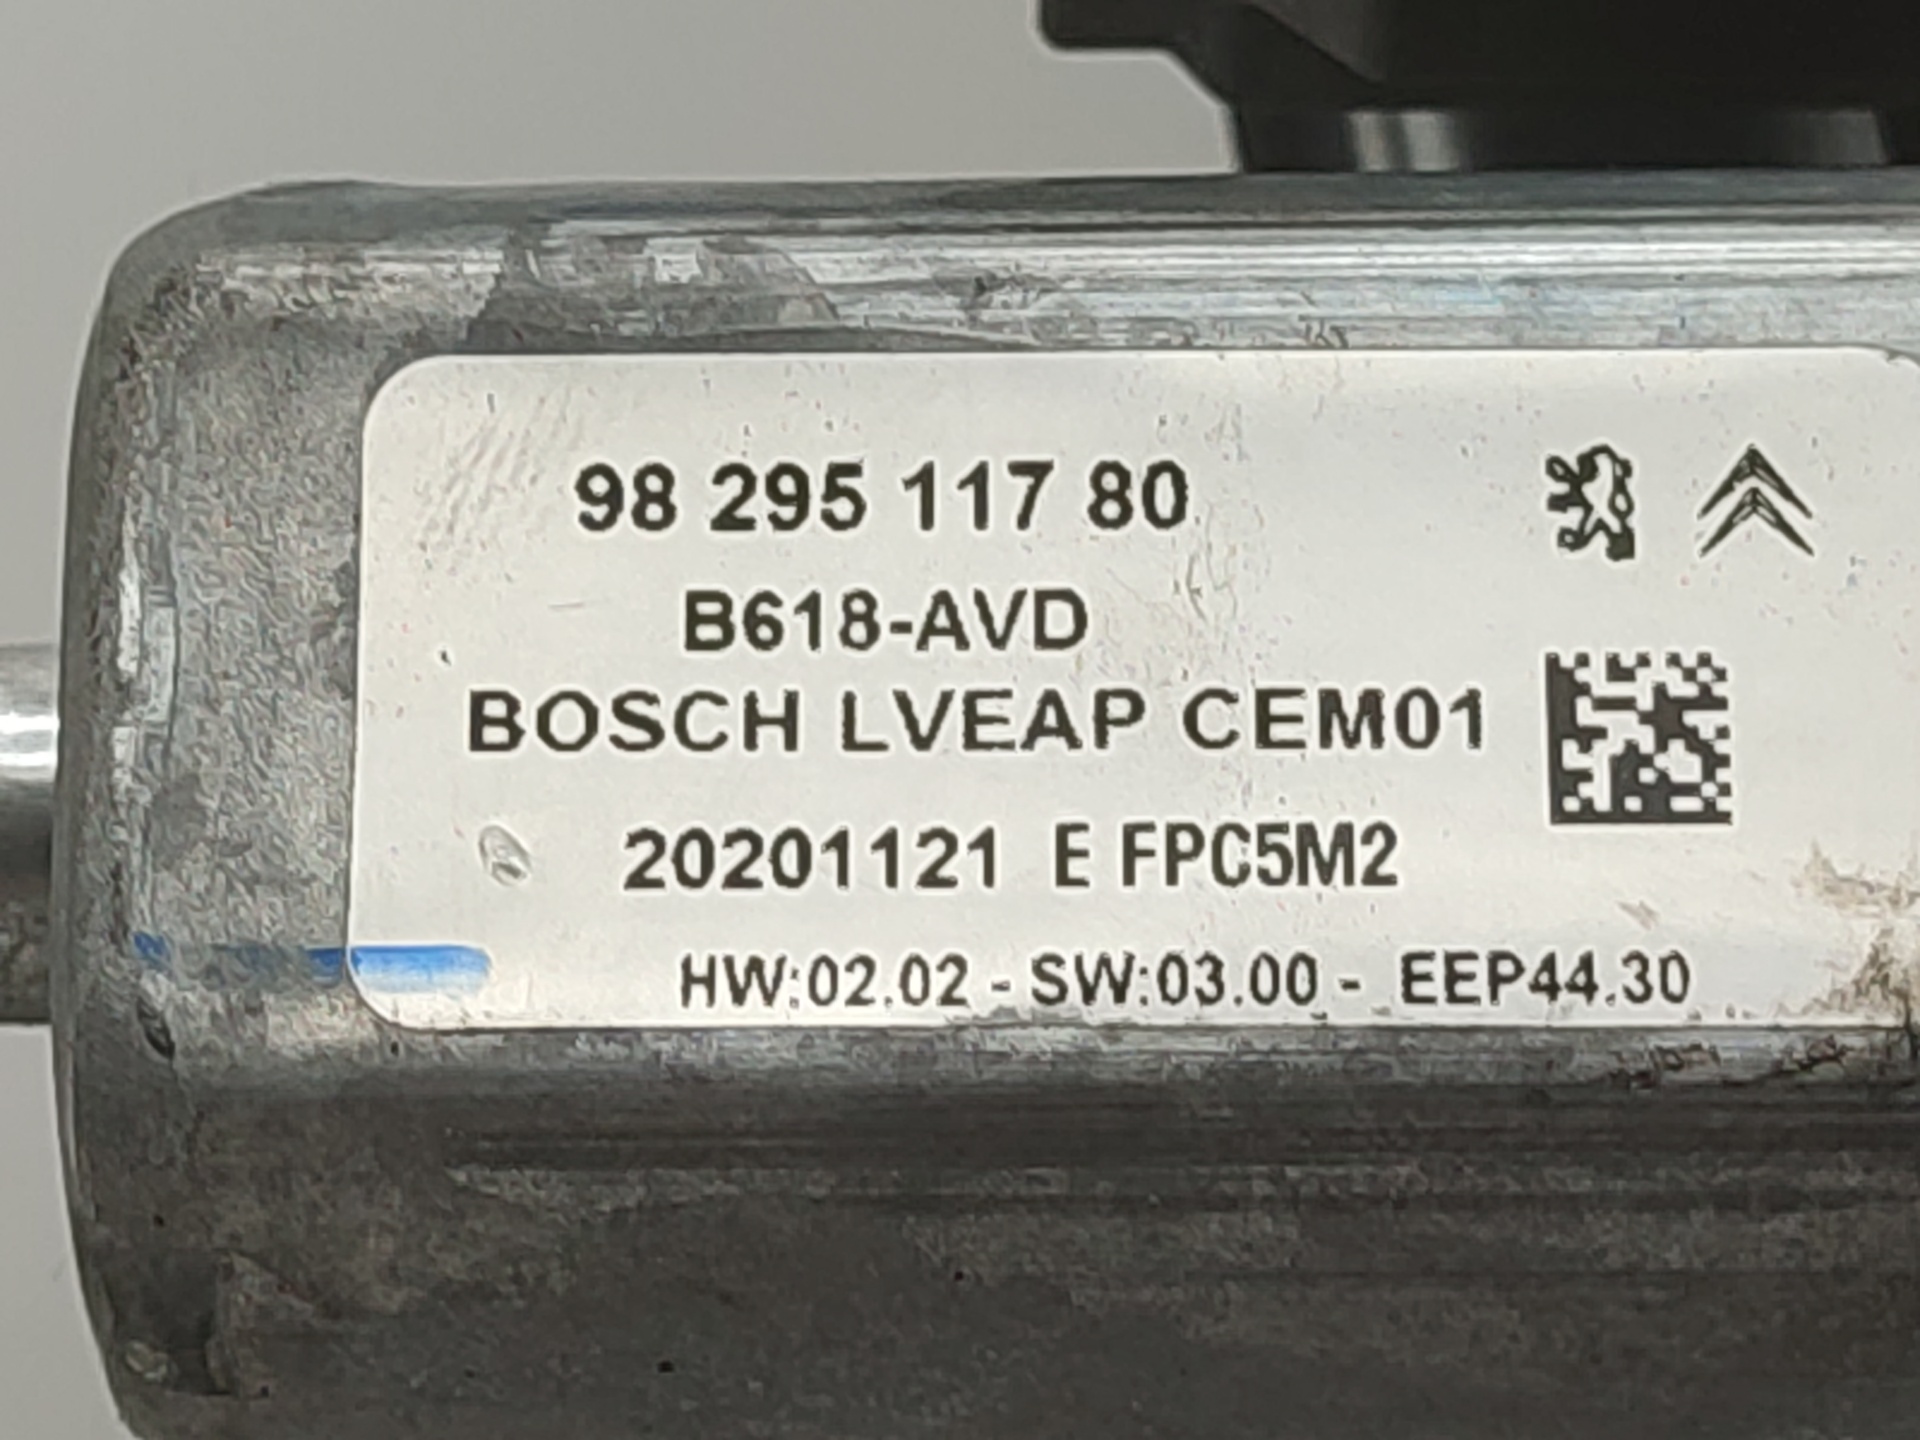 98 295 117 80
B618-AVD
BOSCH LVEAP CEM01
20201121 E FPC5M2
HW:02.02 - SW:03.00 - EEP44.30